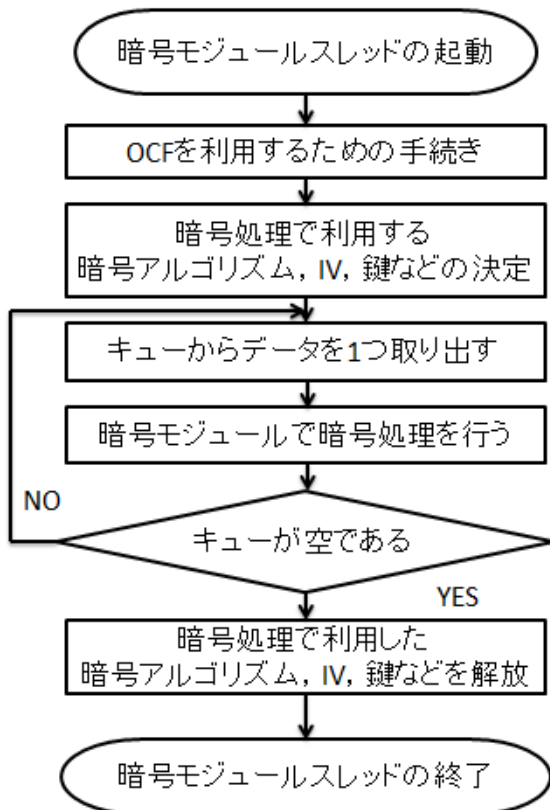 暗号モジュールスレッドの起動
OCFを利用するための手続き
暗号処理で利用する
暗号アルゴリズム, IV, 鍵などの決定
キューからデータを1つ取り出す
暗号モジュールで暗号処理を行う
NO
キューが空である
YES
暗号処理で利用した
暗号アルゴリズム, IV, 鍵などを解放
暗号モジュールスレッドの終了